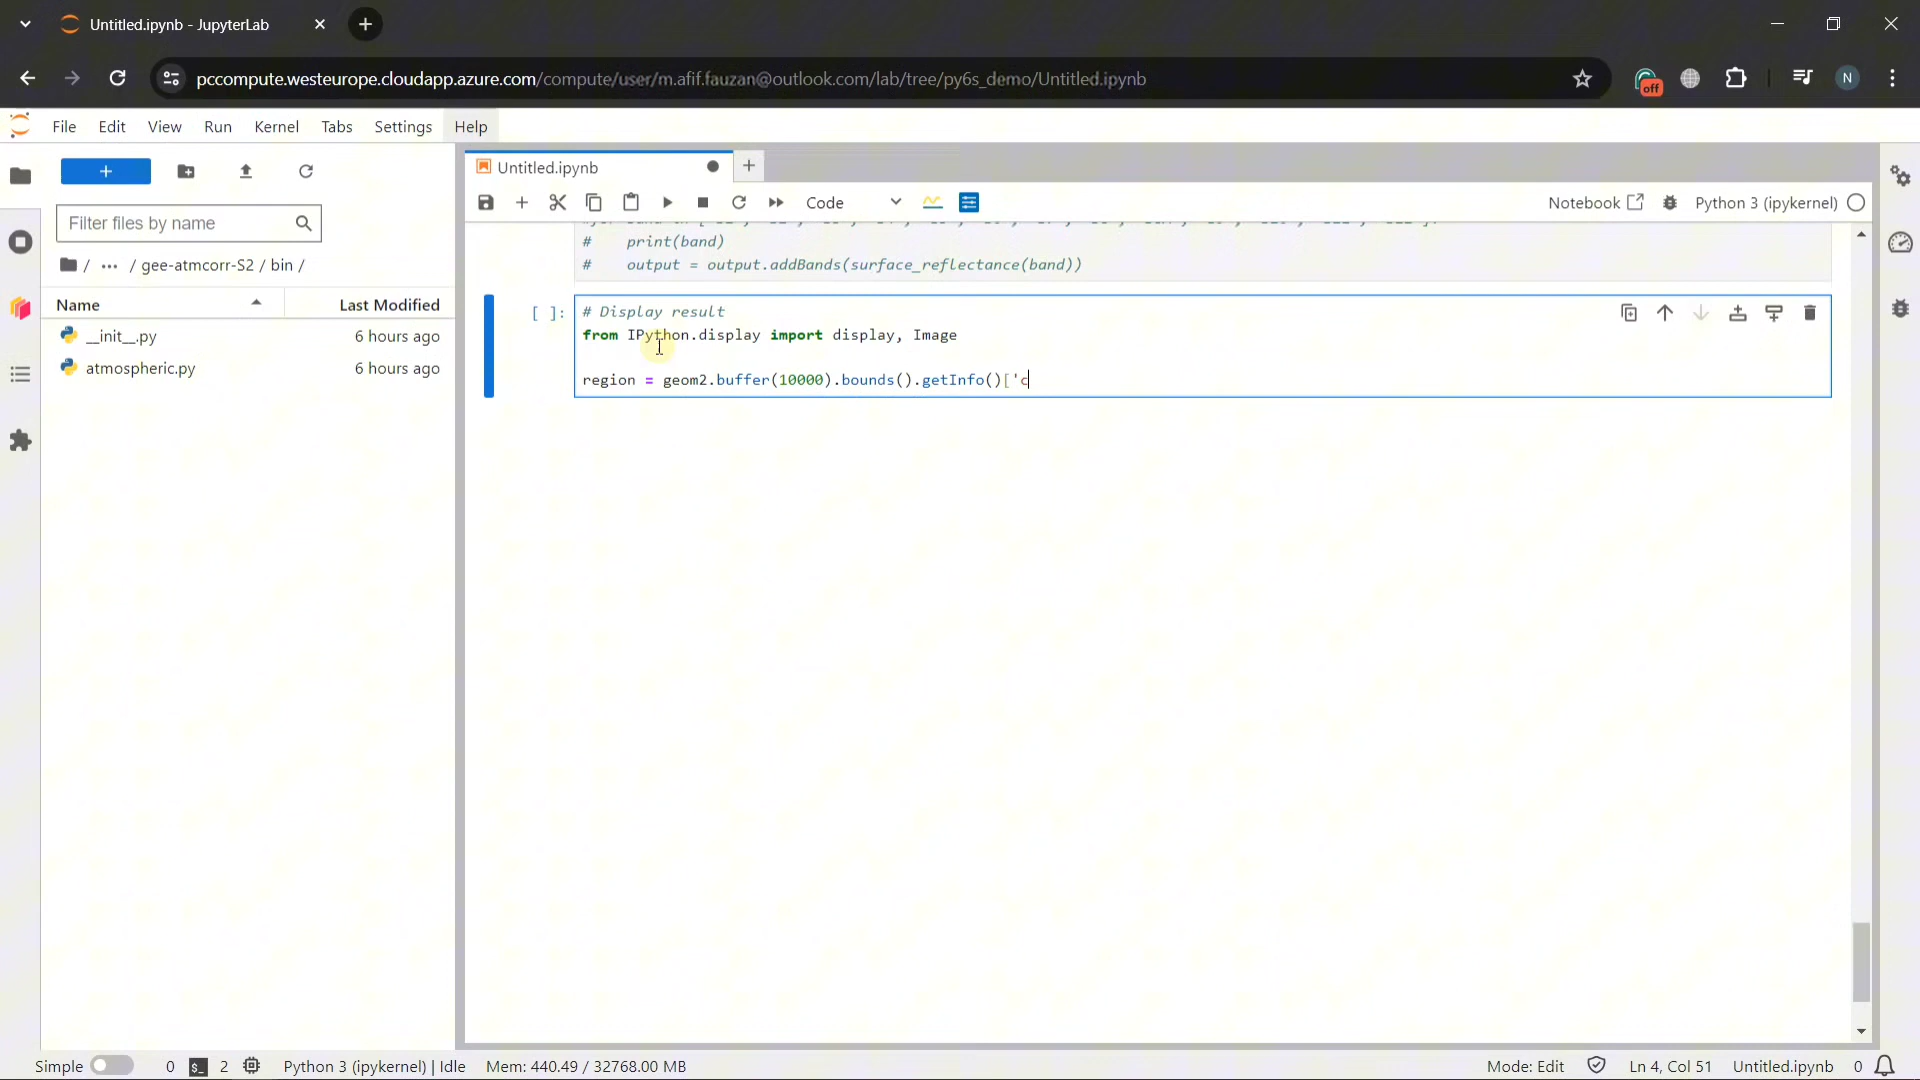 Untitled.ipynb - JupyterLab
pccompute.westeurope.cloudapp.azure.com/compute/user/m.afif.fauzan@outlook.com/lab/tree/py6s_demo/Untitled.ipynb
off
N
File Edit View Run Kernel Tabs Settings Help
Untitled.ipynb
Code
Notebook
Python 3 (ipykernel)
Filter files by name
/ ... / gee-atmcorr-S2 / bin /
Name Last Modified
__init__.py 6 hours ago
atmospheric.py 6 hours ago
# print(band)
# output = output.addBands(surface_reflectance(band))
[ ]:
# Display result
from IPython.display import display, Image
region = geom2.buffer(10000).bounds().getInfo()['c
Simple 0 2 Python 3 (ipykernel) | Idle Mem: 440.49 / 32768.00 MB Mode: Edit Ln 4, Col 51 Untitled.ipynb 0